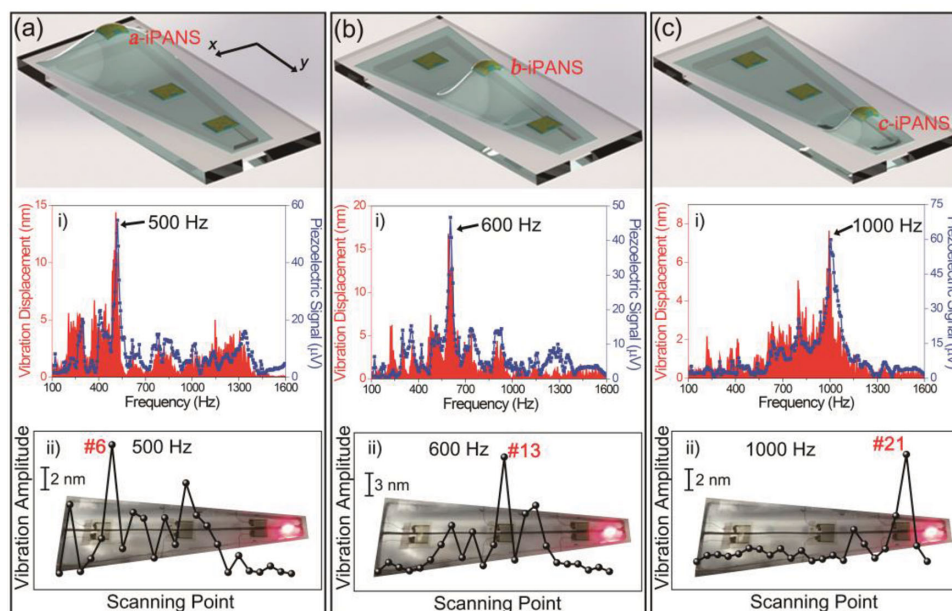 (a)
a-iPANS
x
y
(b)
b-iPANS
(c)
c-iPANS
i)
500 Hz
Vibration Displacement (nm)
15
10
5
0
Piezoelectric Signal (μV)
60
40
20
0
100 400 700 1000 1300 1600
Frequency (Hz)
i)
600 Hz
Vibration Displacement (nm)
20
15
10
5
0
Piezoelectric Signal (μV)
50
40
30
20
10
0
100 400 700 1000 1300 1600
Frequency (Hz)
i)
1000 Hz
Vibration Displacement (nm)
8
6
4
2
0
Piezoelectric Signal (μV)
75
60
45
30
15
0
100 400 700 1000 1300 1600
Frequency (Hz)
ii)
#6
500 Hz
2 nm
Vibration Amplitude
Scanning Point
ii)
600 Hz
#13
3 nm
Vibration Amplitude
Scanning Point
ii)
1000 Hz
#21
2 nm
Vibration Amplitude
Scanning Point